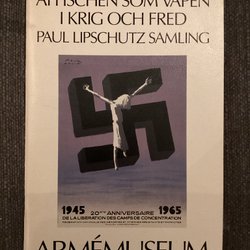 AFFISCHEN SOM VAPEN
I KRIG OCH FRED
PAUL LIPSCHUTZ SAMLING
1945 20ème ANNIVERSAIRE 1965
DE LA LIBERATION DES CAMPS DE CONCENTRATION
ARMÉMUSEUM